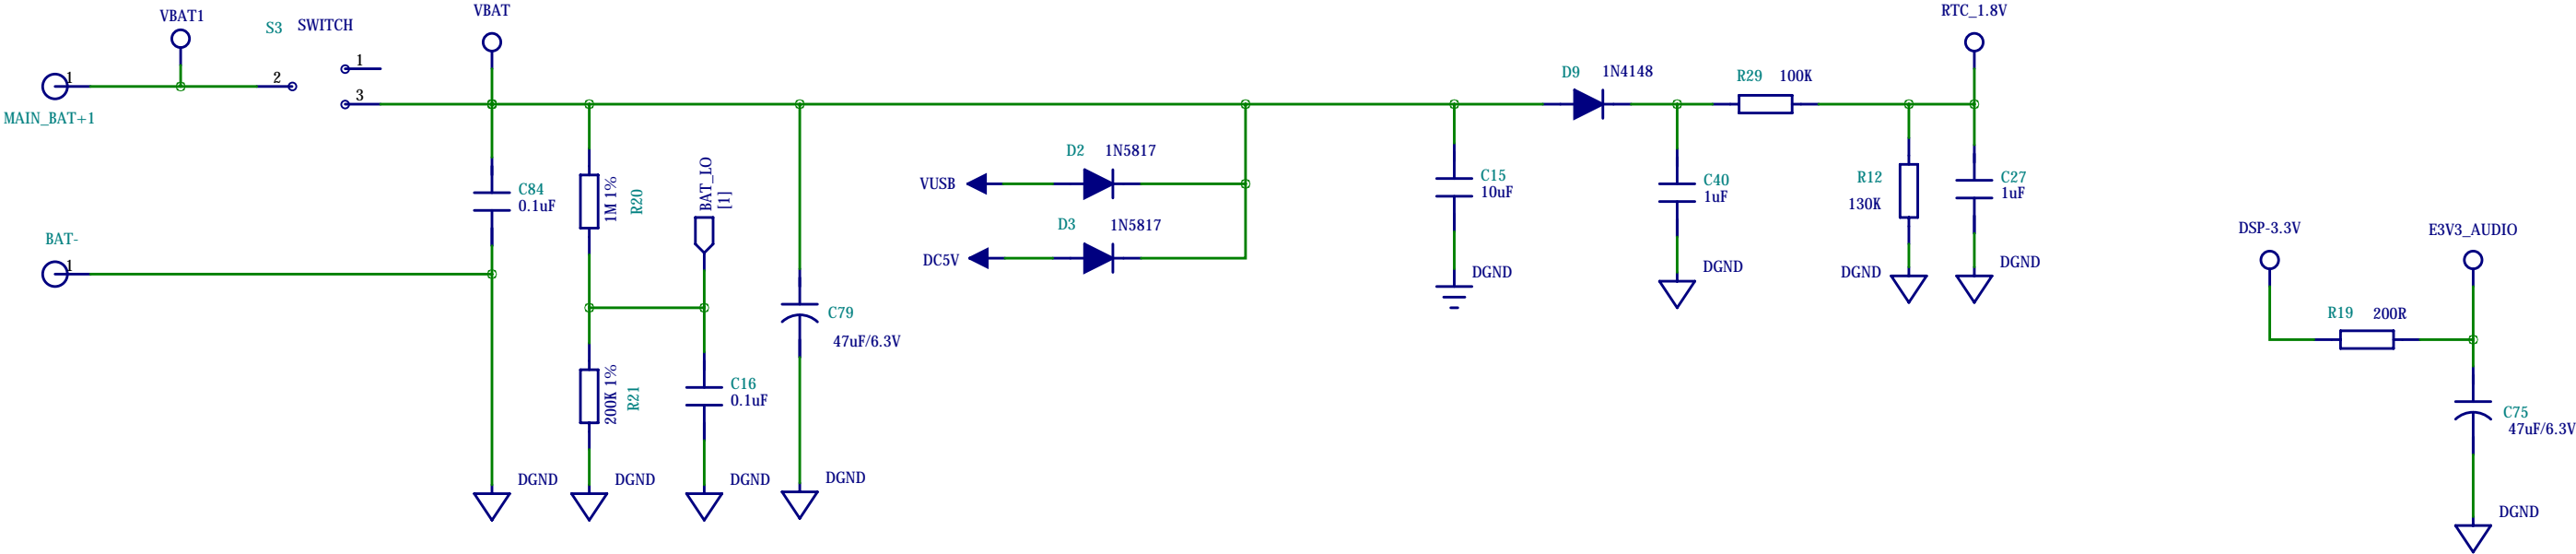 VBAT1
S3 SWITCH
VBAT
RTC_1.8V
1
2
1
3
MAIN_BAT+1
D9 1N4148
R29 100K
BAT-
1
C84
0.1uF
1M 1%
R20
BAT_LO
[1]
D2 1N5817
VUSB
D3 1N5817
DC5V
C15
10uF
DGND
C40
1uF
DGND
R12
130K
DGND
C27
1uF
DGND
C79
47uF/6.3V
200K 1%
R21
C16
0.1uF
DGND
DGND
DGND
DGND
DSP-3.3V
E3V3_AUDIO
R19 200R
C75
47uF/6.3V
DGND